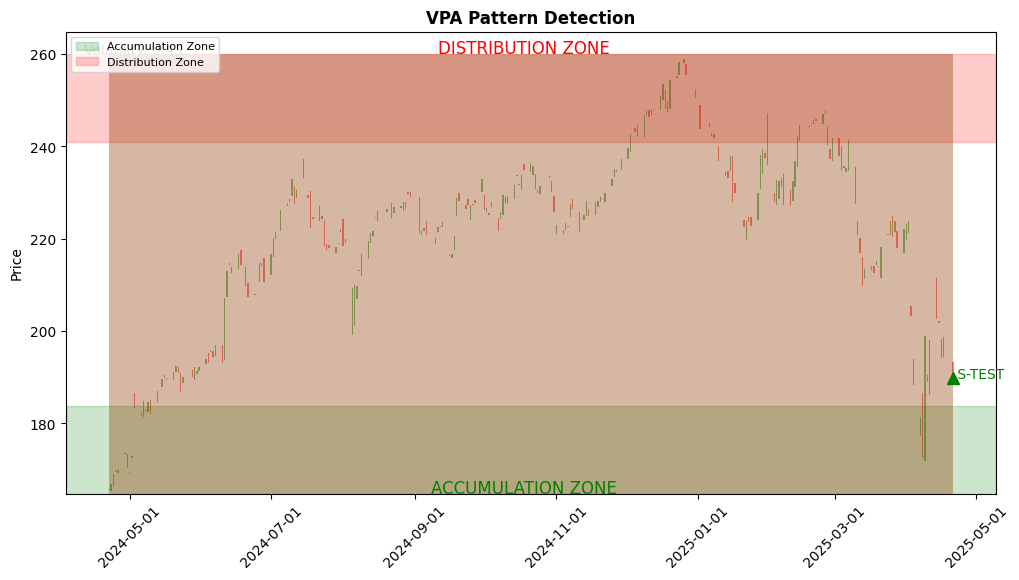 VPA Pattern Detection
DISTRIBUTION ZONE
Accumulation Zone
Distribution Zone
260
240
220
200
180
Price
S-TEST
ACCUMULATION ZONE
2024-05-01
2024-07-01
2024-09-01
2024-11-01
2025-01-01
2025-03-01
2025-05-01